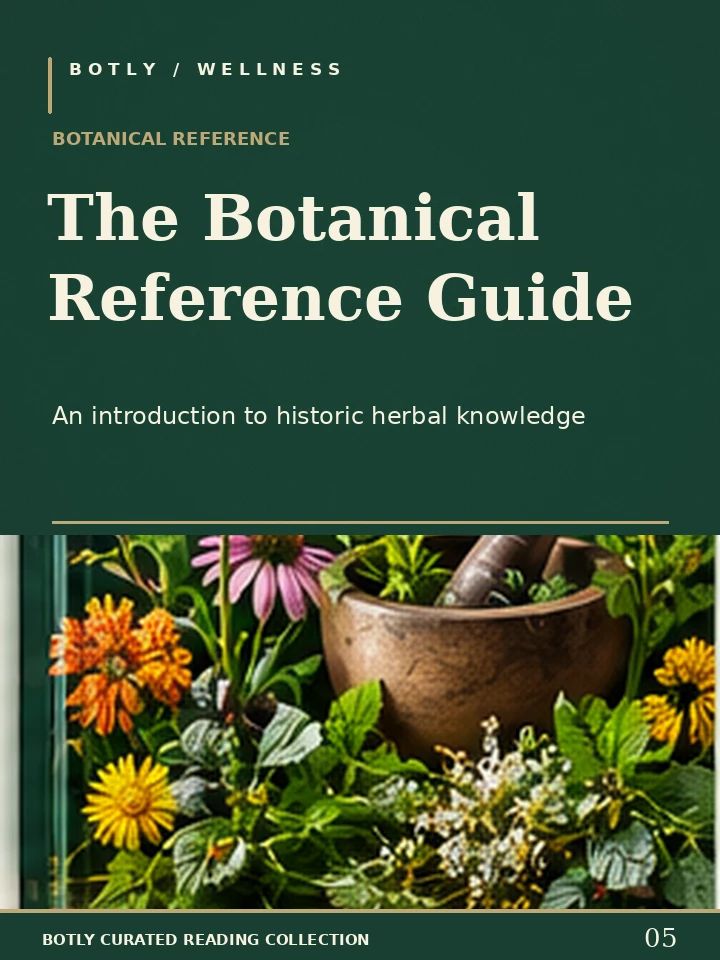 BOTLY / WELLNESS
BOTANICAL REFERENCE
The Botanical
Reference Guide
An introduction to historic herbal knowledge
BOTLY CURATED READING COLLECTION
05